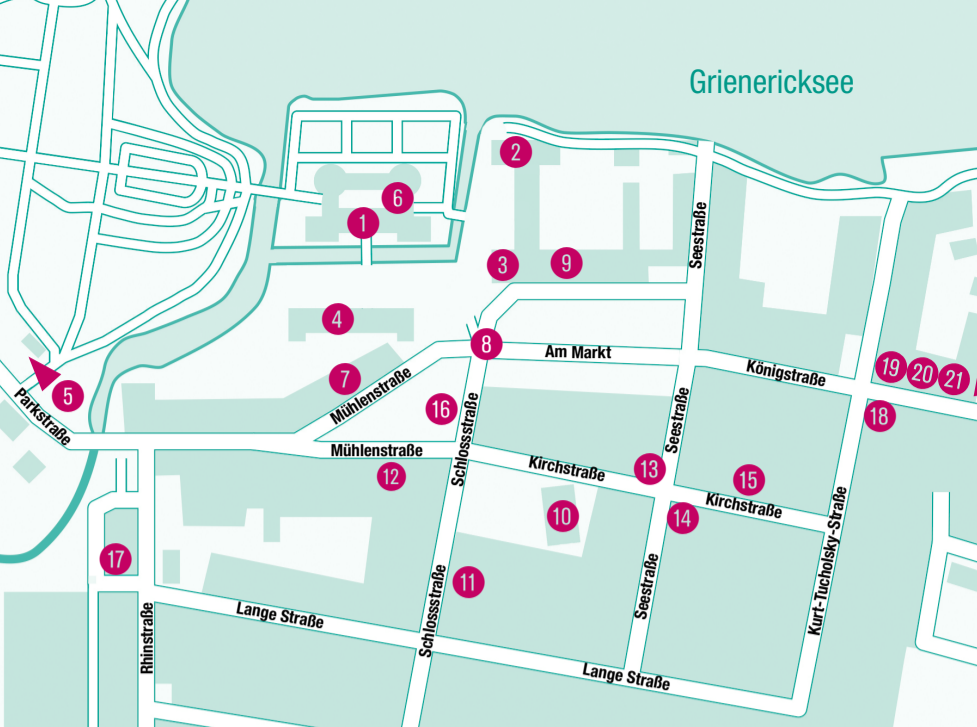 Grienericksee
2
6
1
Seestraße
3
9
4
8
Am Markt
Königstraße
19
20
21
7
Mühlenstraße
5
Parkstraße
16
18
Schlossstraße
Seestraße
Mühlenstraße
12
Kirchstraße
13
15
Kirchstraße
14
10
Kurt-Tucholsky-Straße
17
11
Seestraße
Schlossstraße
Rhinstraße
Lange Straße
Lange Straße